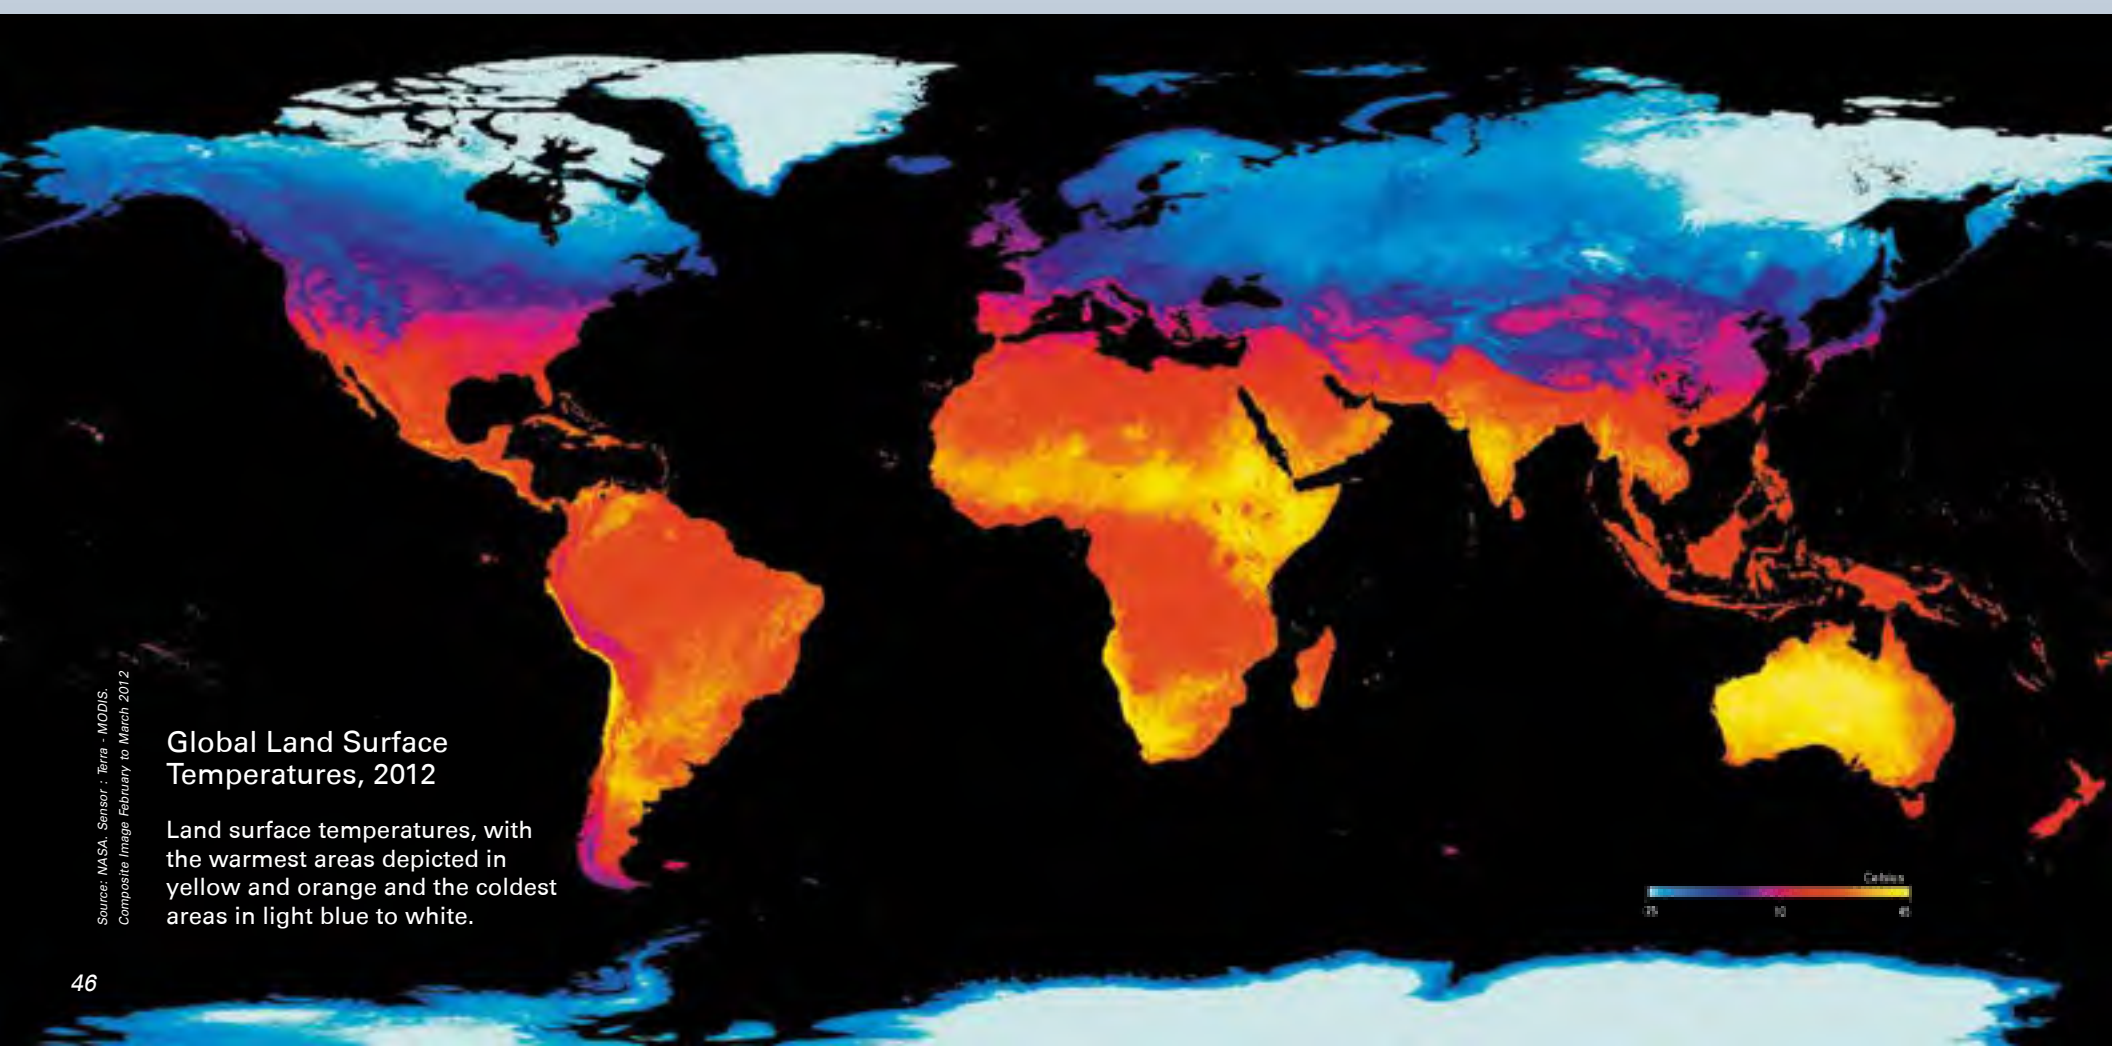 Global Land Surface
Temperatures, 2012
Land surface temperatures, with
the warmest areas depicted in
yellow and orange and the coldest
areas in light blue to white.
Source: NASA. Sensor : Terra - MODIS.
Composite Image February to March 2012
Celsius
10
45
46